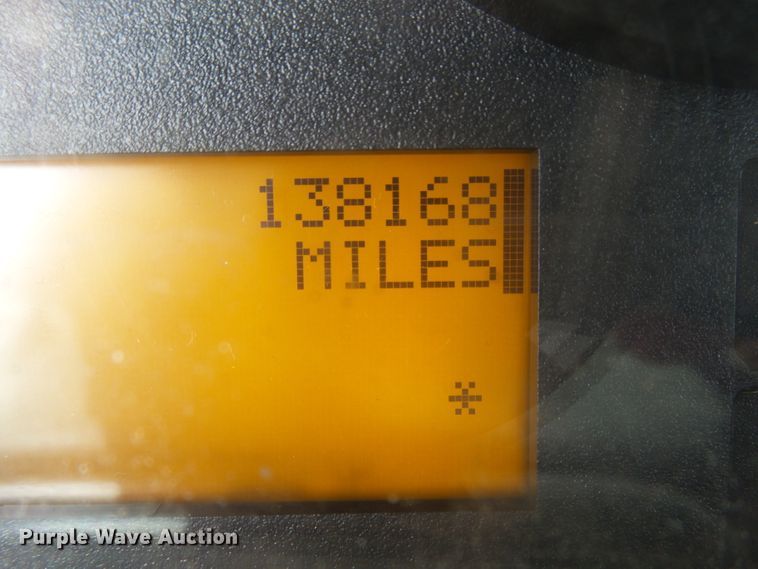 138168
MILES
*
Purple Wave Auction®